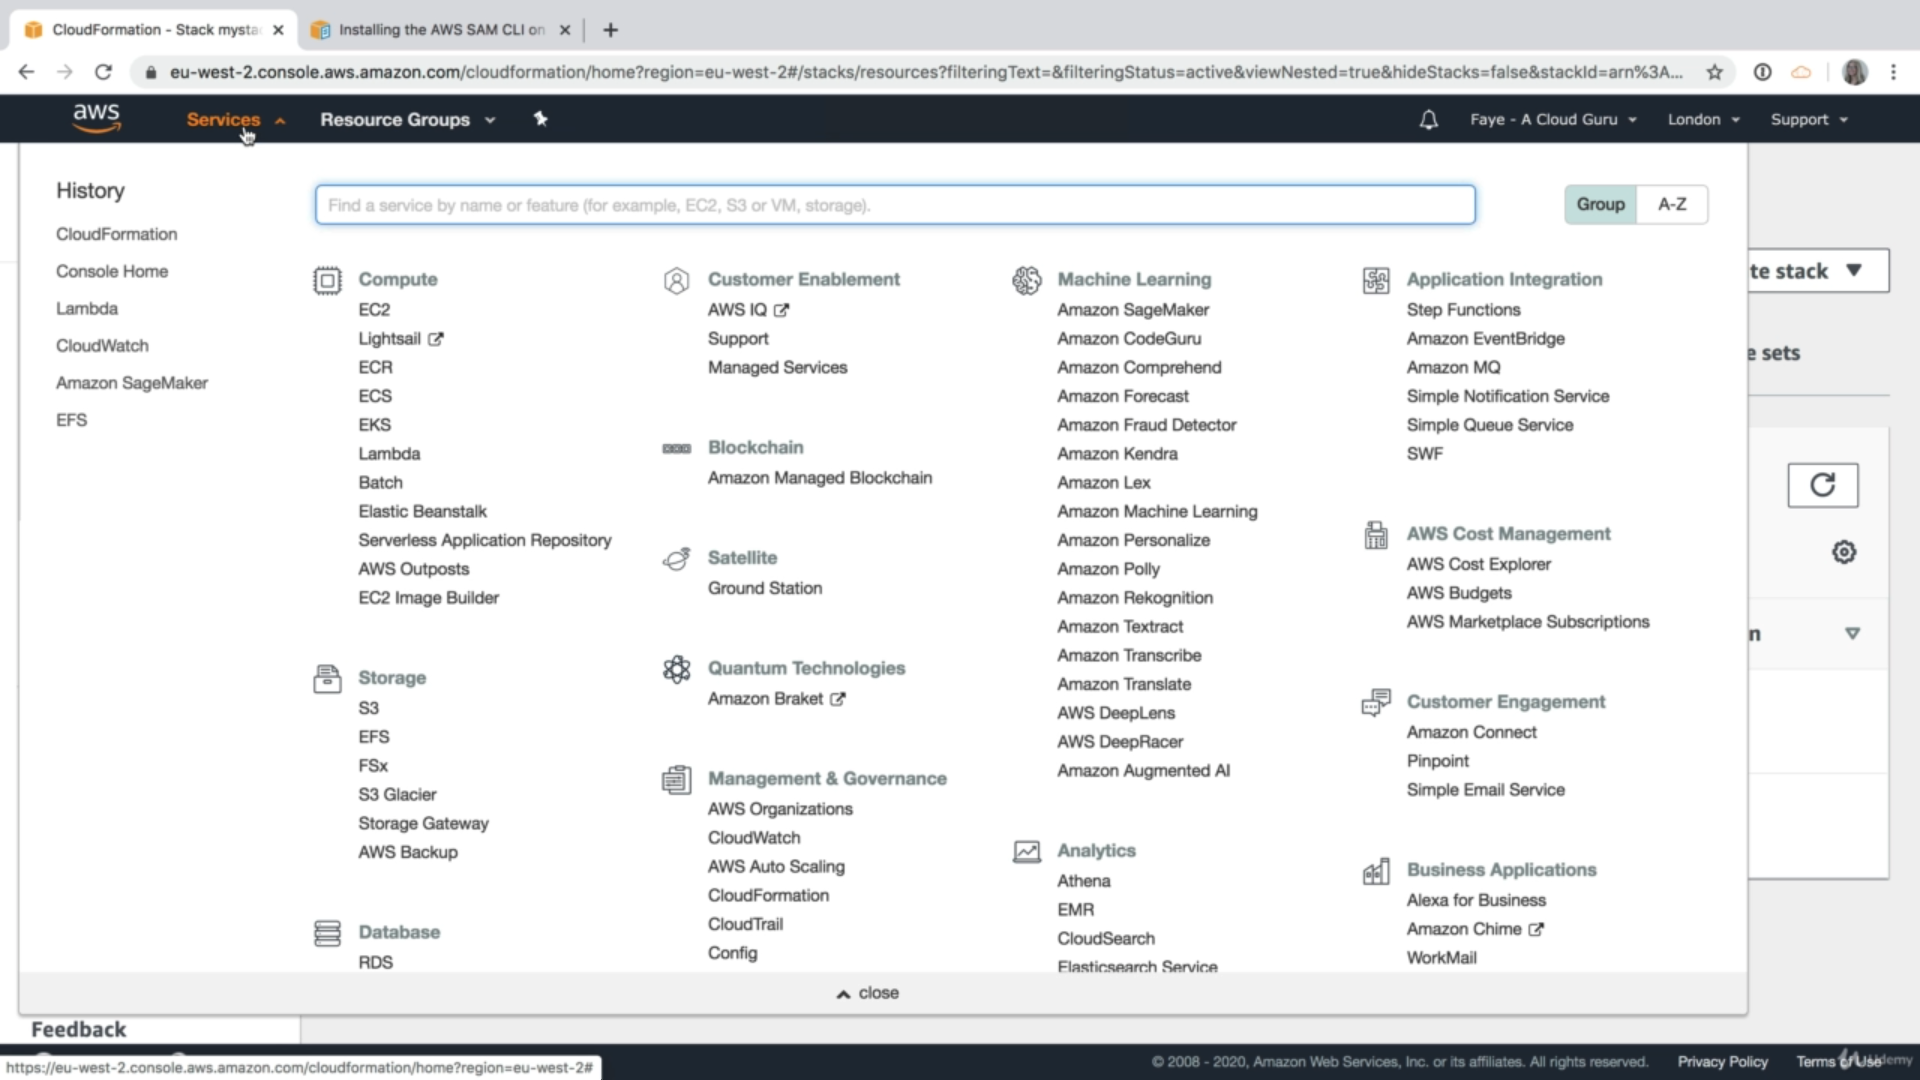 CloudFormation - Stack mysta
Installing the AWS SAM CLI on
eu-west-2.console.aws.amazon.com/cloudformation/home?region=eu-west-2#/stacks/resources?filteringText=&filteringStatus=active&viewNested=true&hideStacks=false&stackId=arn%3A...
aws
Services
Resource Groups
Faye - A Cloud Guru
London
Support
History
CloudFormation
Console Home
Lambda
CloudWatch
Amazon SageMaker
EFS
Find a service by name or feature (for example, EC2, S3 or VM, storage).
Group
A-Z
Compute
EC2
Lightsail
ECR
ECS
EKS
Lambda
Batch
Elastic Beanstalk
Serverless Application Repository
AWS Outposts
EC2 Image Builder
Storage
S3
EFS
FSx
S3 Glacier
Storage Gateway
AWS Backup
Database
RDS
Customer Enablement
AWS IQ
Support
Managed Services
Blockchain
Amazon Managed Blockchain
Satellite
Ground Station
Quantum Technologies
Amazon Braket
Management & Governance
AWS Organizations
CloudWatch
AWS Auto Scaling
CloudFormation
CloudTrail
Config
Machine Learning
Amazon SageMaker
Amazon CodeGuru
Amazon Comprehend
Amazon Forecast
Amazon Fraud Detector
Amazon Kendra
Amazon Lex
Amazon Machine Learning
Amazon Personalize
Amazon Polly
Amazon Rekognition
Amazon Textract
Amazon Transcribe
Amazon Translate
AWS DeepLens
AWS DeepRacer
Amazon Augmented AI
Analytics
Athena
EMR
CloudSearch
Elasticsearch Service
Application Integration
Step Functions
Amazon EventBridge
Amazon MQ
Simple Notification Service
Simple Queue Service
SWF
AWS Cost Management
AWS Cost Explorer
AWS Budgets
AWS Marketplace Subscriptions
Customer Engagement
Amazon Connect
Pinpoint
Simple Email Service
Business Applications
Alexa for Business
Amazon Chime
WorkMail
te stack
e sets
n
close
Feedback
https://eu-west-2.console.aws.amazon.com/cloudformation/home?region=eu-west-2#
© 2008 - 2020, Amazon Web Services, Inc. or its affiliates. All rights reserved.
Privacy Policy
Terms of Use